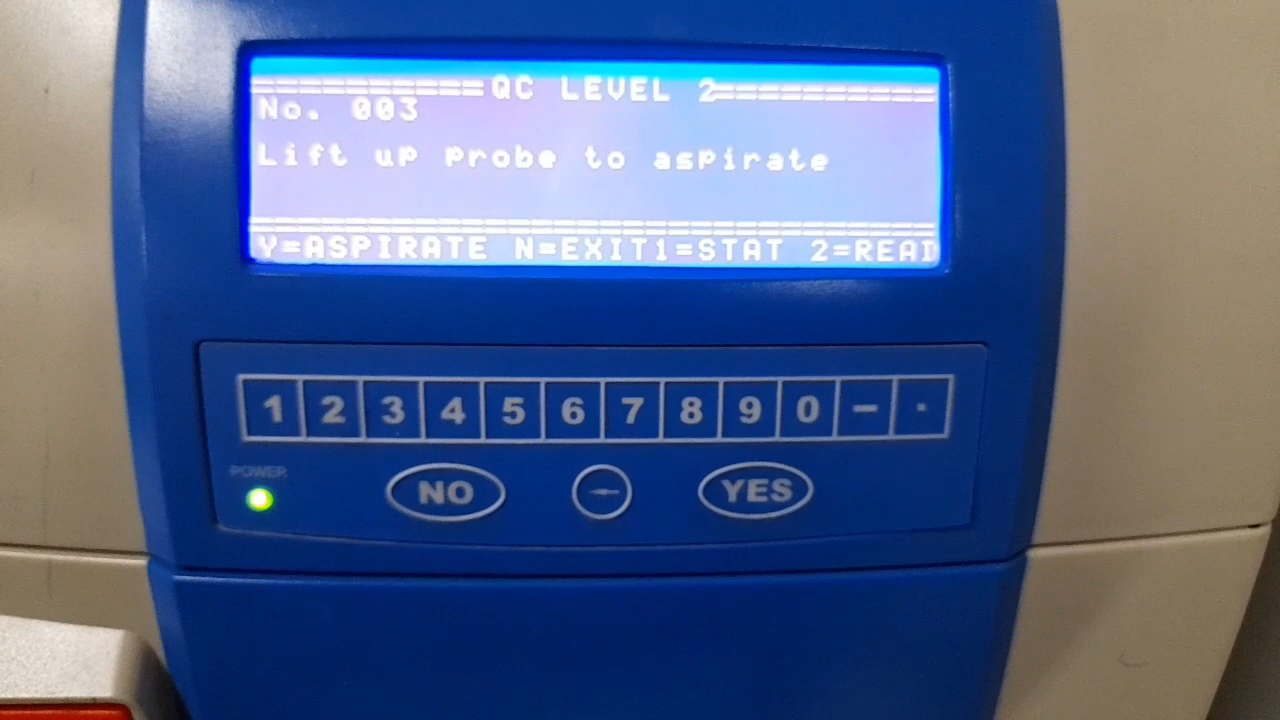 ==========QC LEVEL 2==========
No. 003
Lift up probe to aspirate
==============================
Y=ASPIRATE N=EXIT1=STAT 2=READ
1 2 3 4 5 6 7 8 9 0 - .
POWER
NO ← YES